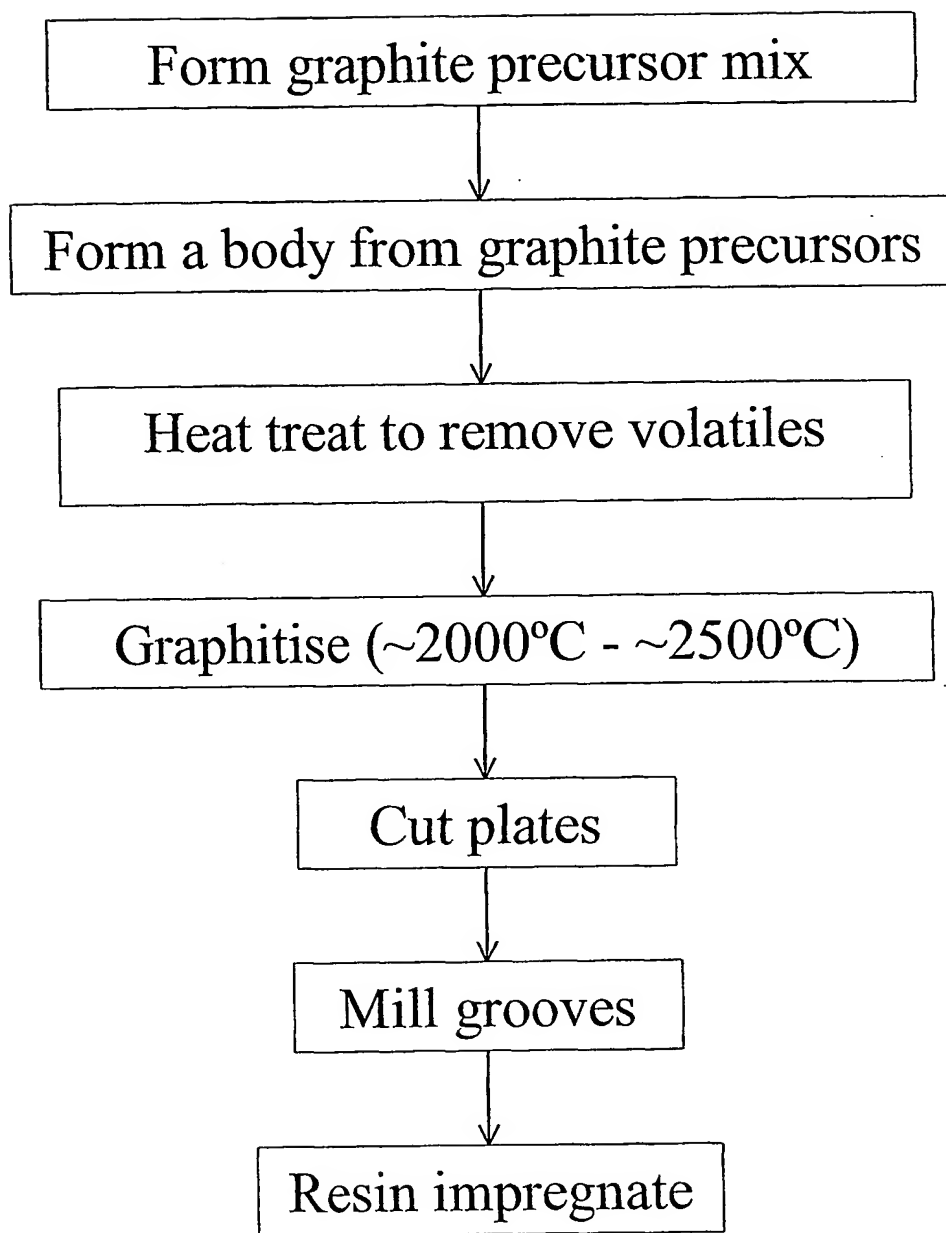 Form graphite precursor mix
Form a body from graphite precursors
Heat treat to remove volatiles
Graphitise (~2000ºC - ~2500ºC)
Cut plates
Mill grooves
Resin impregnate